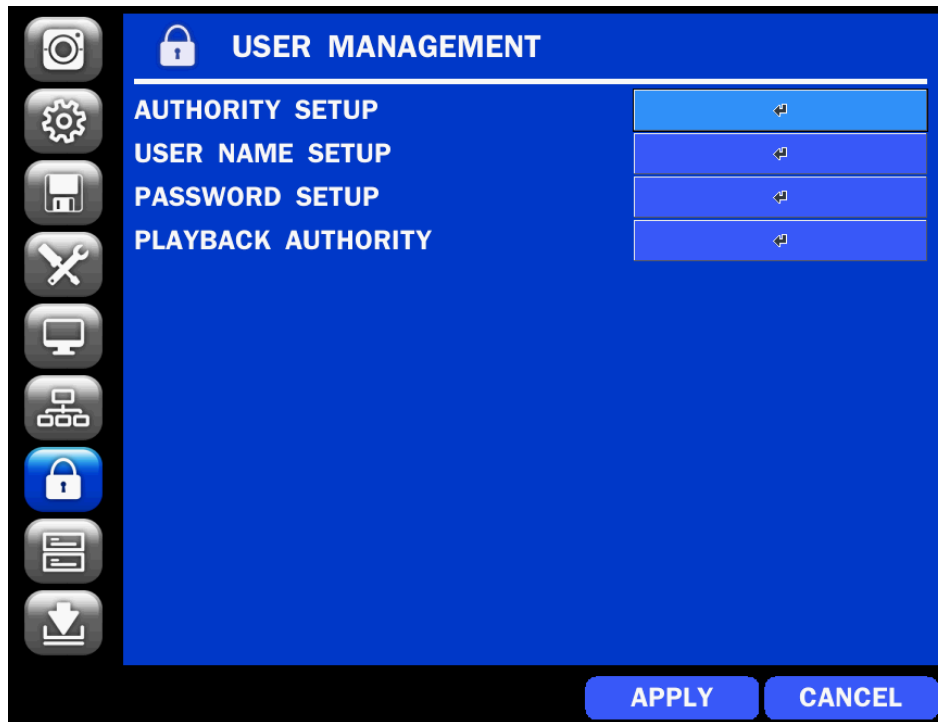 USER MANAGEMENT
AUTHORITY SETUP
USER NAME SETUP
PASSWORD SETUP
PLAYBACK AUTHORITY
APPLY CANCEL